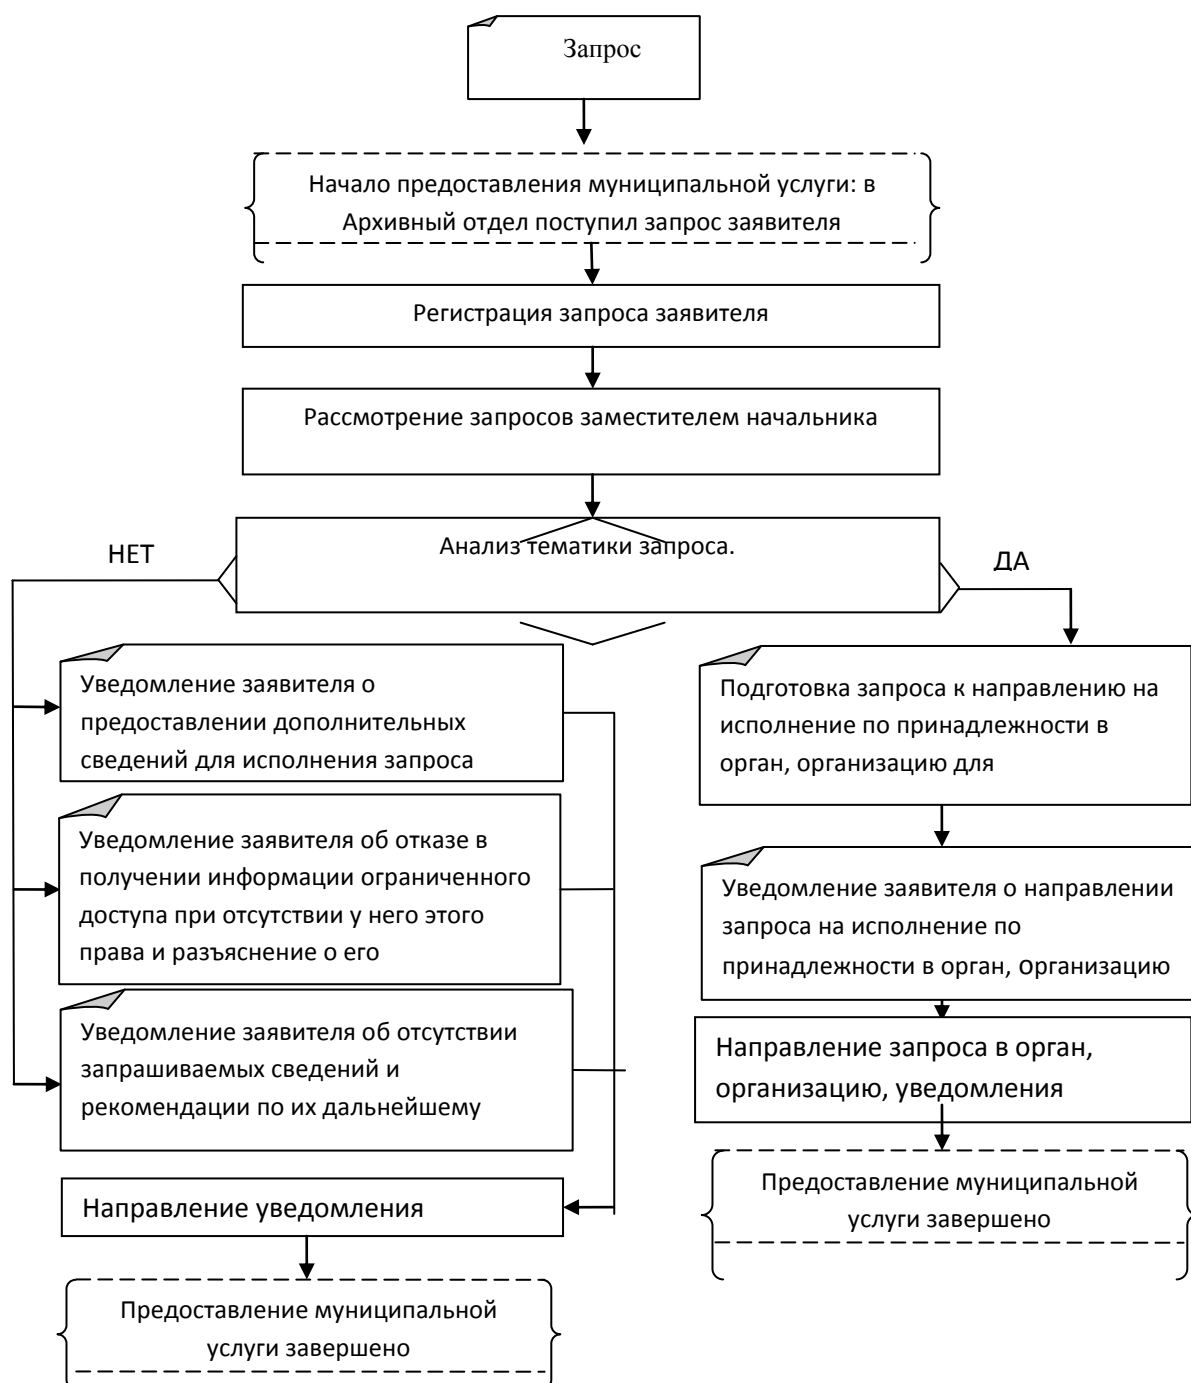 Запрос
Начало предоставления муниципальной услуги: в
Архивный отдел поступил запрос заявителя
Регистрация запроса заявителя
Рассмотрение запросов заместителем начальника
Анализ тематики запроса.
НЕТ
ДА
Уведомление заявителя о
предоставлении дополнительных
сведений для исполнения запроса
Уведомление заявителя об отказе в
получении информации ограниченного
доступа при отсутствии у него этого
права и разъяснение о его
Уведомление заявителя об отсутствии
запрашиваемых сведений и
рекомендации по их дальнейшему
Направление уведомления
Предоставление муниципальной
услуги завершено
Подготовка запроса к направлению на
исполнение по принадлежности в
орган, организацию для
Уведомление заявителя о направлении
запроса на исполнение по
принадлежности в орган, организацию
Направление запроса в орган,
организацию, уведомления
Предоставление муниципальной
услуги завершено